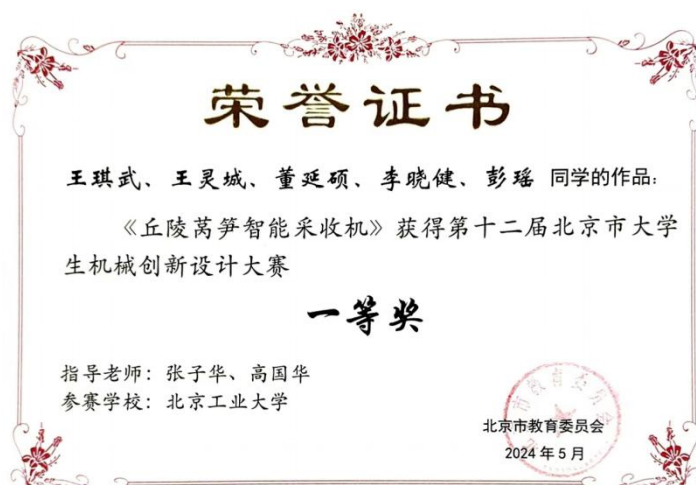 荣誉证书
王琪武、王灵城、董延硕、李晓健、彭瑶 同学的作品：
《丘陵莴笋智能采收机》获得第十二届北京市大学
生机械创新设计大赛
一等奖
指导老师：张子华、高国华
参赛学校：北京工业大学
北京市教育委员会
2024 年 5 月